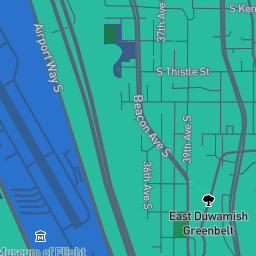 S Ken
37th Ave S
Airport Way S
S Thistle St
Beacon Ave S
39th Ave S
36th Ave S
East Duwamish
Greenbelt
Museum of Flight